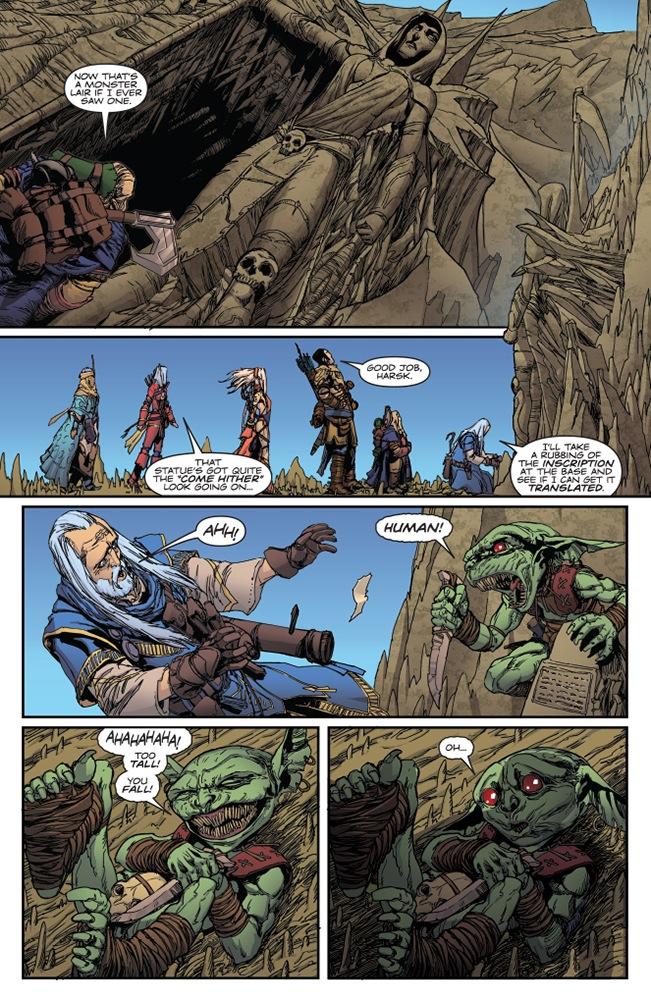 NOW THAT'S
A MONSTER
LAIR IF I EVER
SAW ONE.
GOOD JOB,
HARSK.
THAT
STATUE'S GOT QUITE
THE "COME HITHER"
LOOK GOING ON...
I'LL TAKE
A RUBBING OF
THE INSCRIPTION
AT THE BASE AND
SEE IF I CAN GET IT
TRANSLATED.
AHH!
HUMAN!
AHAHAHAHA!
TOO
TALL!
YOU
FALL!
OH...